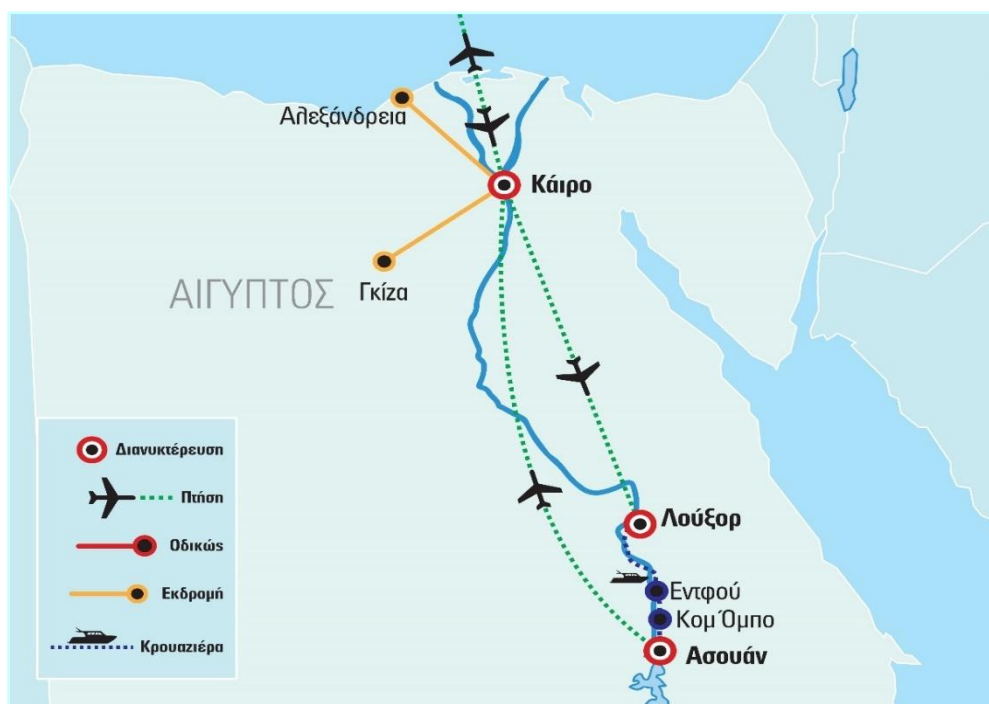 Αλεξάνδρεια
Κάιρο
Γκίζα
ΑΙΓΥΠΤΟΣ
Λούξορ
Εντφού
Κομ Όμπο
Ασουάν
Διανυκτέρευση
Πτήση
Οδικώς
Εκδρομή
Κρουαζιέρα